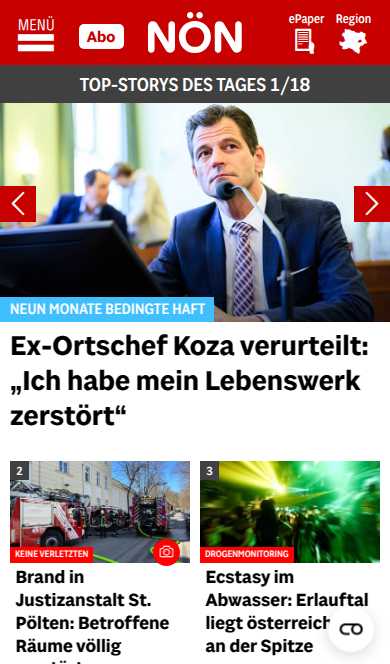 MENÜ
Abo
NÖN
ePaper
Region
TOP-STORYS DES TAGES 1/18
NEUN MONATE BEDINGTE HAFT
Ex-Ortschef Koza verurteilt:
„Ich habe mein Lebenswerk
zerstört“
2
KEINE VERLETZTEN
Brand in
Justizanstalt St.
Pölten: Betroffene
Räume völlig
3
DROGENMONITORING
Ecstasy im
Abwasser: Erlauftal
liegt österreich
an der Spitze